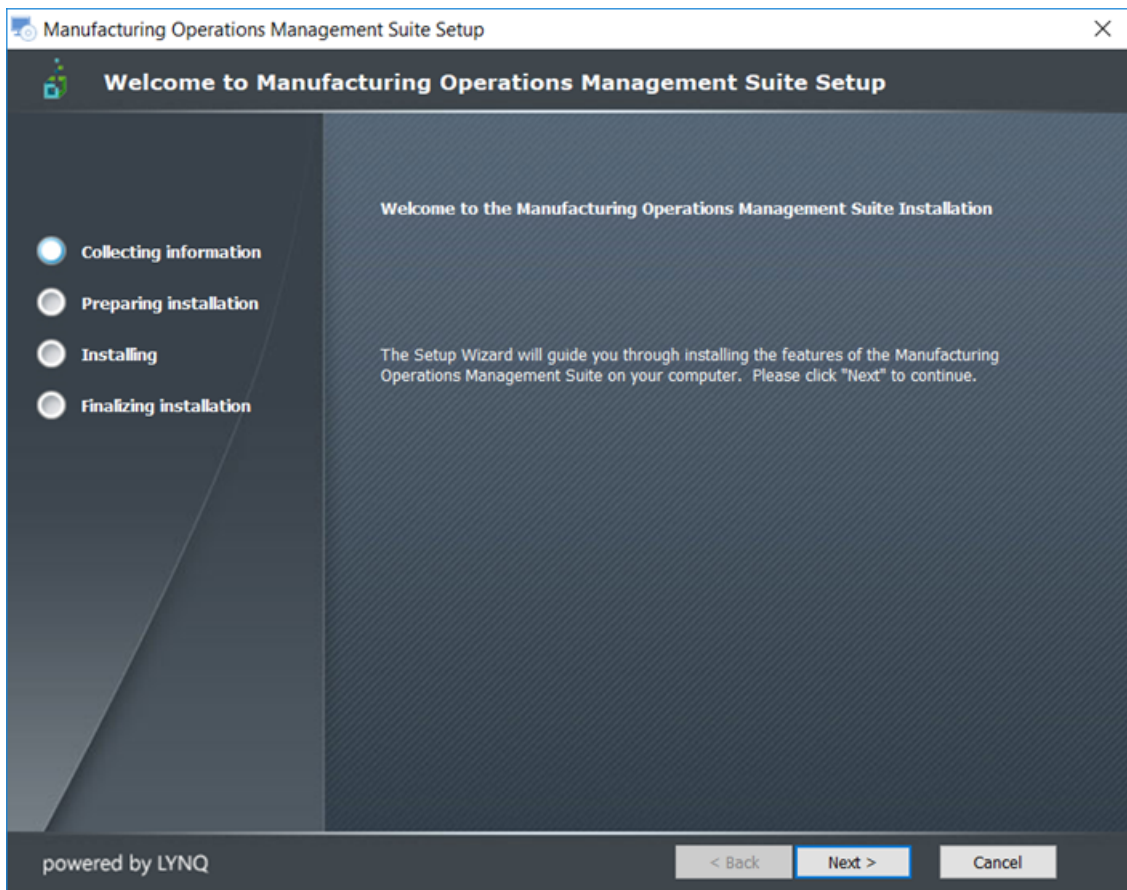 Manufacturing Operations Management Suite Setup
Welcome to Manufacturing Operations Management Suite Setup
Welcome to the Manufacturing Operations Management Suite Installation
Collecting information
Preparing installation
Installing
Finalizing installation
The Setup Wizard will guide you through installing the features of the Manufacturing
Operations Management Suite on your computer.  Please click "Next" to continue.
powered by LYNQ
< Back
Next >
Cancel